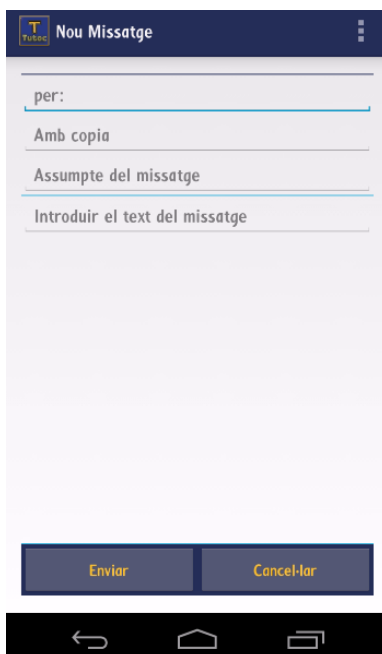 T
Tutec
Nou Missatge
per:
Amb copia
Assumpte del missatge
Introduir el text del missatge
Enviar
Cancel·lar